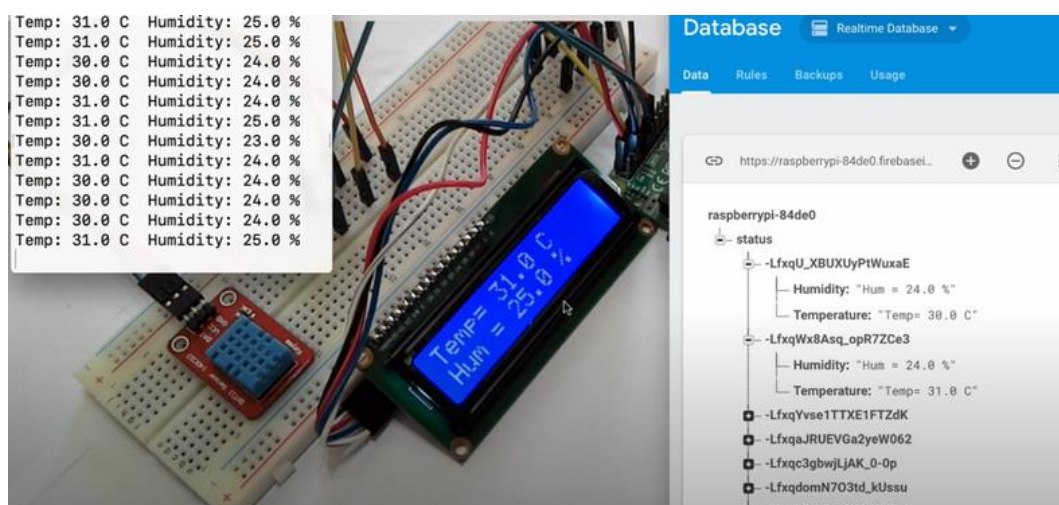 Temp: 31.0 C  Humidity: 25.0 %
Temp: 31.0 C  Humidity: 25.0 %
Temp: 30.0 C  Humidity: 24.0 %
Temp: 30.0 C  Humidity: 24.0 %
Temp: 31.0 C  Humidity: 24.0 %
Temp: 31.0 C  Humidity: 25.0 %
Temp: 30.0 C  Humidity: 23.0 %
Temp: 31.0 C  Humidity: 24.0 %
Temp: 30.0 C  Humidity: 24.0 %
Temp: 30.0 C  Humidity: 24.0 %
Temp: 30.0 C  Humidity: 24.0 %
Temp: 31.0 C  Humidity: 25.0 %
Temp= 31.0 C
Hum = 25.0 %
Database Realtime Database
Data Rules Backups Usage
https://raspberrypi-84de0.firebasei...
raspberrypi-84de0
status
-LfxqU_XBUXUyPtWuxaE
Humidity: "Hum = 24.0 %"
Temperature: "Temp= 30.0 C"
-LfxqWx8Asq_opR7ZCe3
Humidity: "Hum = 24.0 %"
Temperature: "Temp= 31.0 C"
-LfxqYvse1TTXE1FTZdK
-LfxqaJRUEVGa2yeW062
-Lfxqc3gbwjLjAK_0-0p
-LfxqdomN7O3td_kUssu